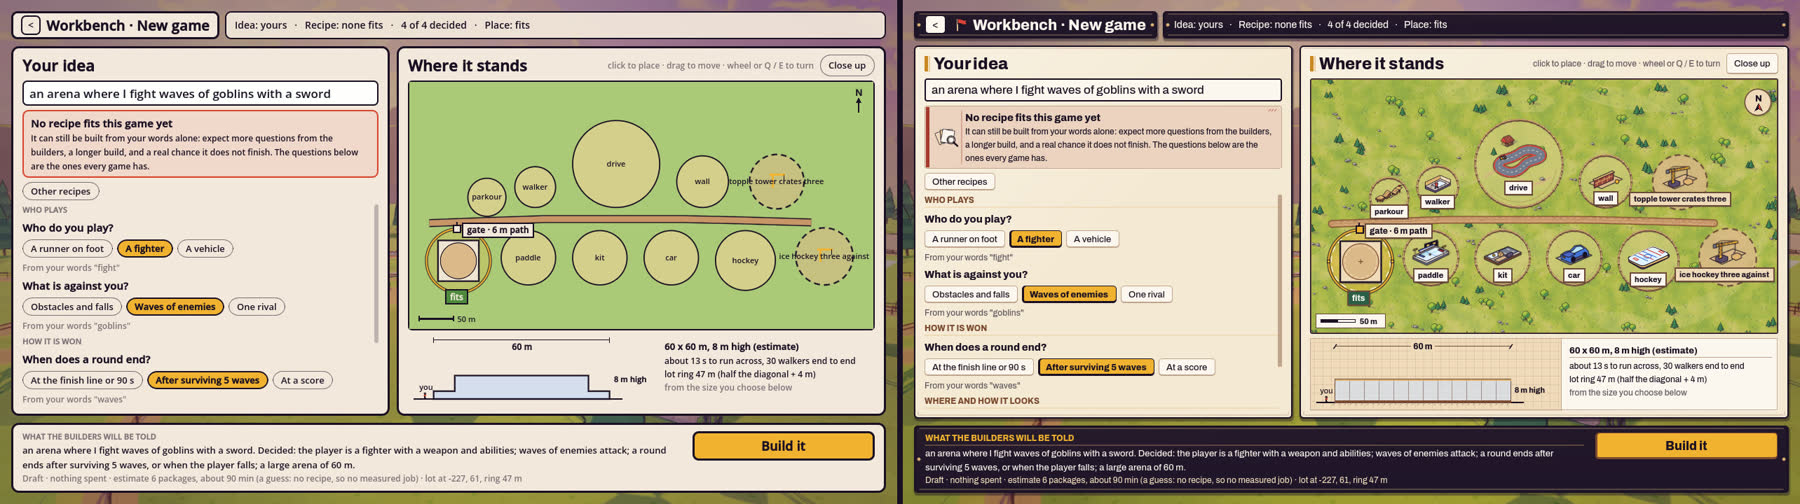 < Workbench · New game
Idea: yours · Recipe: none fits · 4 of 4 decided · Place: fits
Your idea
an arena where I fight waves of goblins with a sword
No recipe fits this game yet
It can still be built from your words alone: expect more questions from the
builders, a longer build, and a real chance it does not finish. The questions below
are the ones every game has.
Other recipes
WHO PLAYS
Who do you play?
A runner on foot
A fighter
A vehicle
From your words "fight"
What is against you?
Obstacles and falls
Waves of enemies
One rival
From your words "goblins"
HOW IT IS WON
When does a round end?
At the finish line or 90 s
After surviving 5 waves
At a score
From your words "waves"
Where it stands
click to place · drag to move · wheel or Q / E to turn
Close up
N
drive
parkour
walker
wall
topple tower crates three
gate · 6 m path
paddle
kit
car
hockey
ice hockey three against
fits
50 m
60 m
you
8 m high
60 x 60 m, 8 m high (estimate)
about 13 s to run across, 30 walkers end to end
lot ring 47 m (half the diagonal + 4 m)
from the size you choose below
WHAT THE BUILDERS WILL BE TOLD
an arena where I fight waves of goblins with a sword. Decided: the player is a fighter with a weapon and abilities; waves of enemies attack; a round
ends after surviving 5 waves, or when the player falls; a large arena of 60 m.
Draft · nothing spent · estimate 6 packages, about 90 min (a guess: no recipe, so no measured job) · lot at -227, 61, ring 47 m
Build it
< Workbench · New game
Idea: yours · Recipe: none fits · 4 of 4 decided · Place: fits
Your idea
an arena where I fight waves of goblins with a sword
No recipe fits this game yet
It can still be built from your words alone: expect more questions from the builders,
a longer build, and a real chance it does not finish. The questions below are the
ones every game has.
Other recipes
WHO PLAYS
Who do you play?
A runner on foot
A fighter
A vehicle
From your words "fight"
What is against you?
Obstacles and falls
Waves of enemies
One rival
From your words "goblins"
HOW IT IS WON
When does a round end?
At the finish line or 90 s
After surviving 5 waves
At a score
From your words "waves"
WHERE AND HOW IT LOOKS
Where it stands
click to place · drag to move · wheel or Q / E to turn
Close up
N
drive
walker
wall
topple tower crates three
parkour
gate · 6 m path
paddle
kit
car
hockey
ice hockey three against
fits
50 m
60 m
you
8 m high
60 x 60 m, 8 m high (estimate)
about 13 s to run across, 30 walkers end to end
lot ring 47 m (half the diagonal + 4 m)
from the size you choose below
WHAT THE BUILDERS WILL BE TOLD
an arena where I fight waves of goblins with a sword. Decided: the player is a fighter with a weapon and abilities; waves of enemies attack; a round ends after
surviving 5 waves, or when the player falls; a large arena of 60 m.
Draft · nothing spent · estimate 6 packages, about 90 min (a guess: no recipe, so no measured job) · lot at -227, 61, ring 47 m
Build it